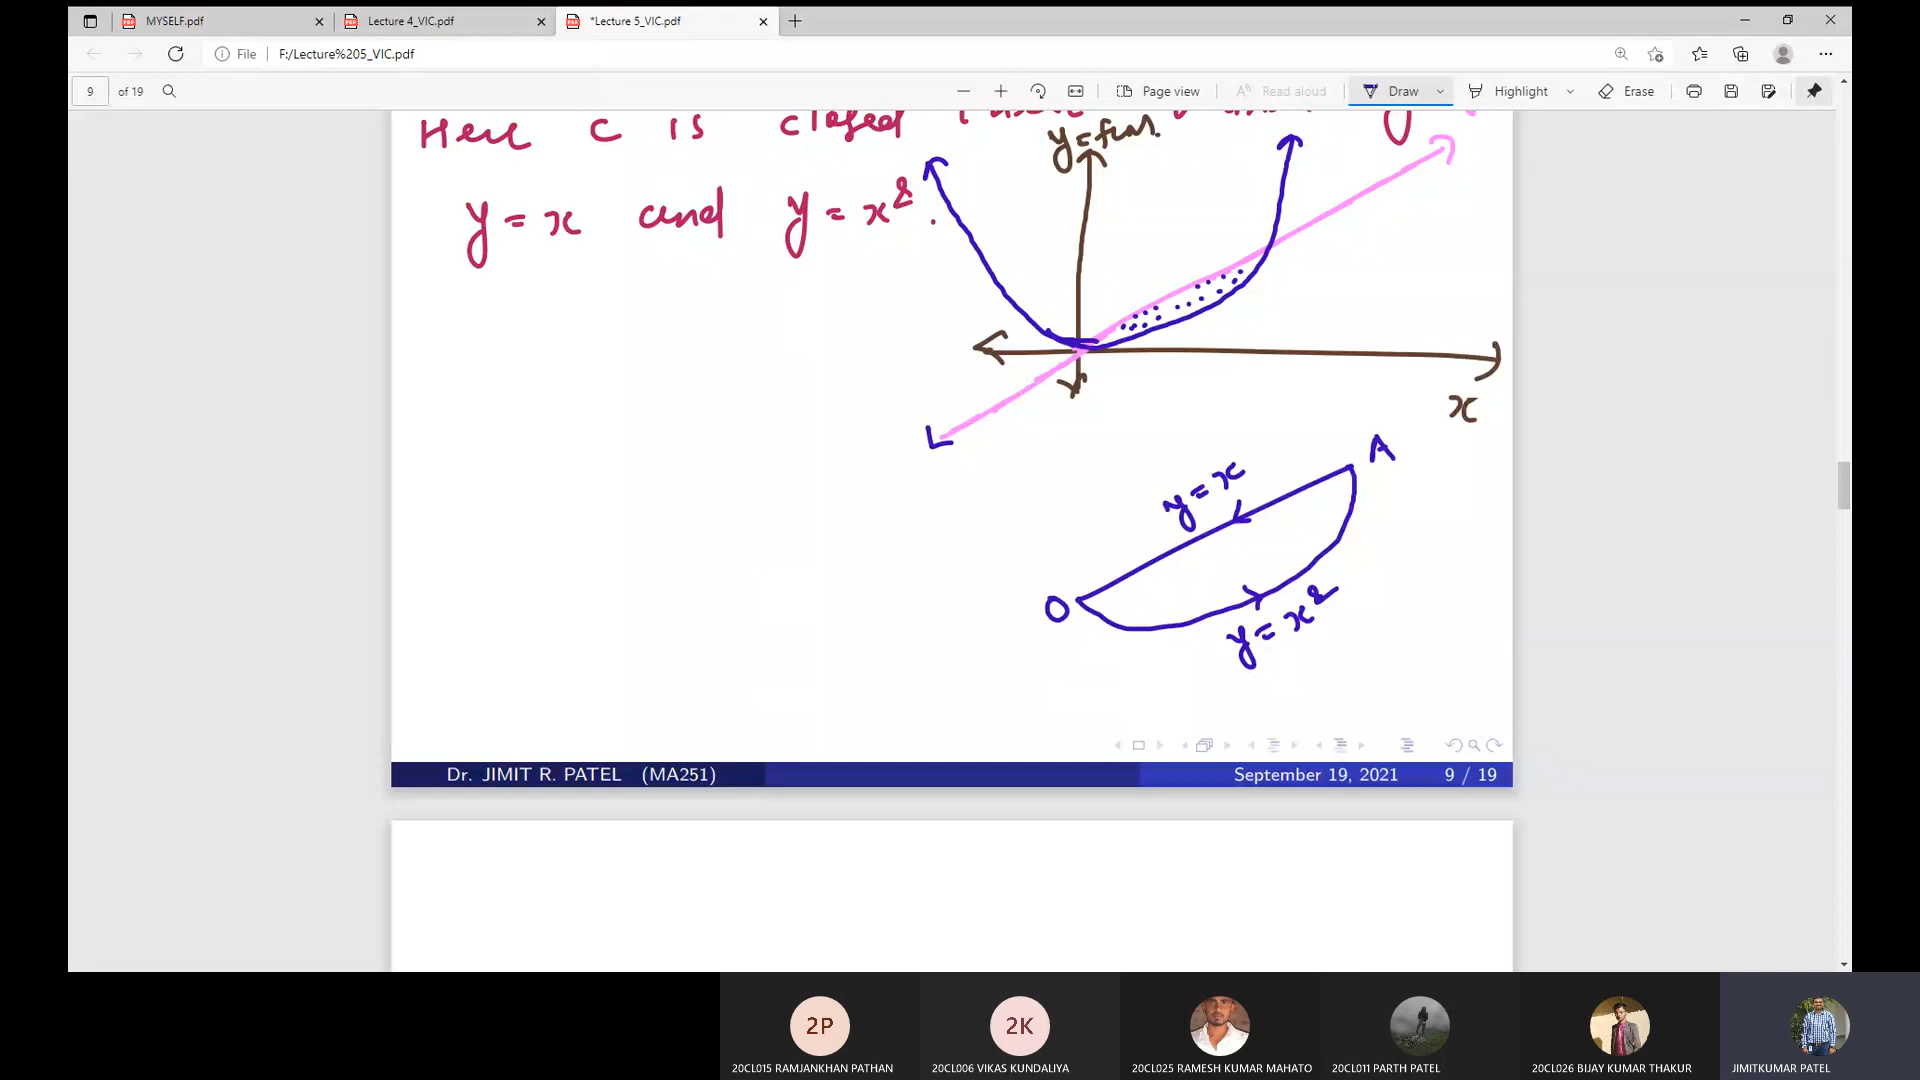 MYSELF.pdf
Lecture 4_VIC.pdf
*Lecture 5_VIC.pdf
File
F:/Lecture%205_VIC.pdf
9 of 19
Page view
Read aloud
Draw
Highlight
Erase
Here C is closed
y = x and y = x².
y = f(x).
x
A
y = x
O
y = x²
Dr. JIMIT R. PATEL (MA251)
September 19, 2021
9 / 19
2P
2K
20CL015 RAMJANKHAN PATHAN
20CL006 VIKAS KUNDALIYA
20CL025 RAMESH KUMAR MAHATO
20CL011 PARTH PATEL
20CL026 BIJAY KUMAR THAKUR
JIMITKUMAR PATEL